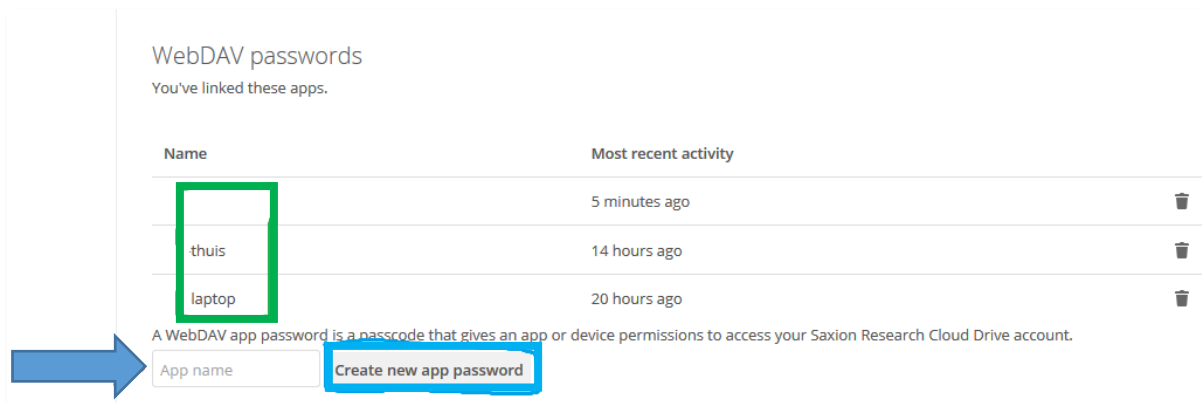 WebDAV passwords
You've linked these apps.
Name Most recent activity
5 minutes ago
thuis 14 hours ago
laptop 20 hours ago
A WebDAV app password is a passcode that gives an app or device permissions to access your Saxion Research Cloud Drive account.
App name Create new app password